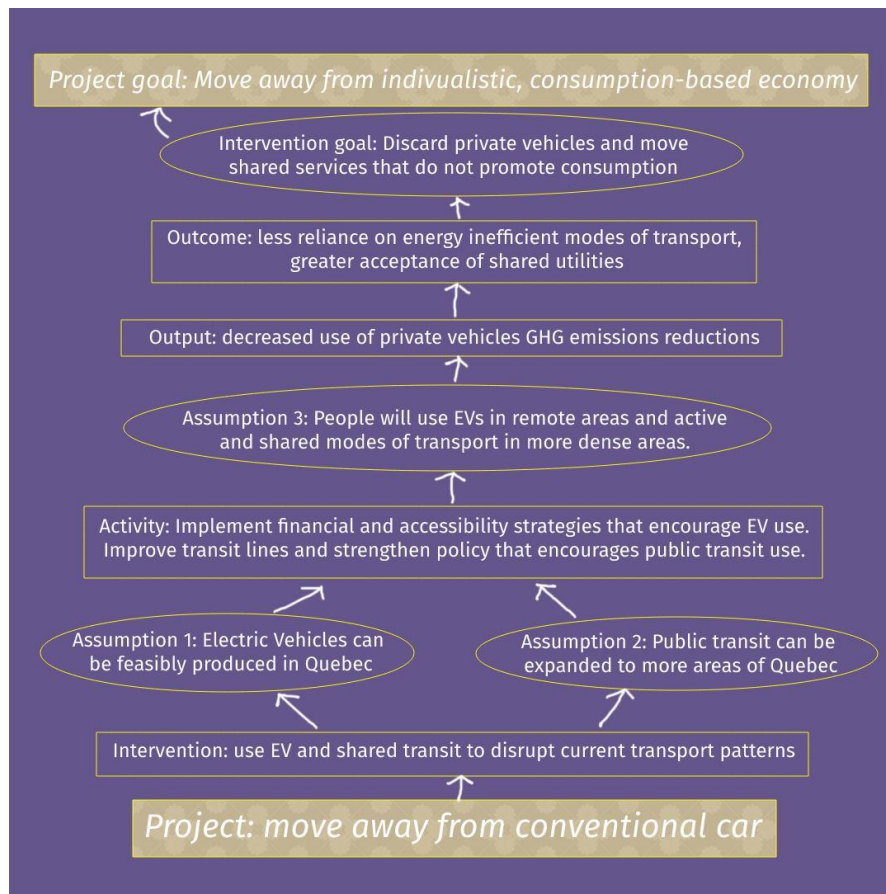 Project goal: Move away from indivualistic, consumption-based economy
Intervention goal: Discard private vehicles and move
shared services that do not promote consumption
Outcome: less reliance on energy inefficient modes of transport,
greater acceptance of shared utilities
Output: decreased use of private vehicles GHG emissions reductions
Assumption 3: People will use EVs in remote areas and active
and shared modes of transport in more dense areas.
Activity: Implement financial and accessibility strategies that encourage EV use.
Improve transit lines and strengthen policy that encourages public transit use.
Assumption 1: Electric Vehicles can
be feasibly produced in Quebec
Assumption 2: Public transit can be
expanded to more areas of Quebec
Intervention: use EV and shared transit to disrupt current transport patterns
Project: move away from conventional car